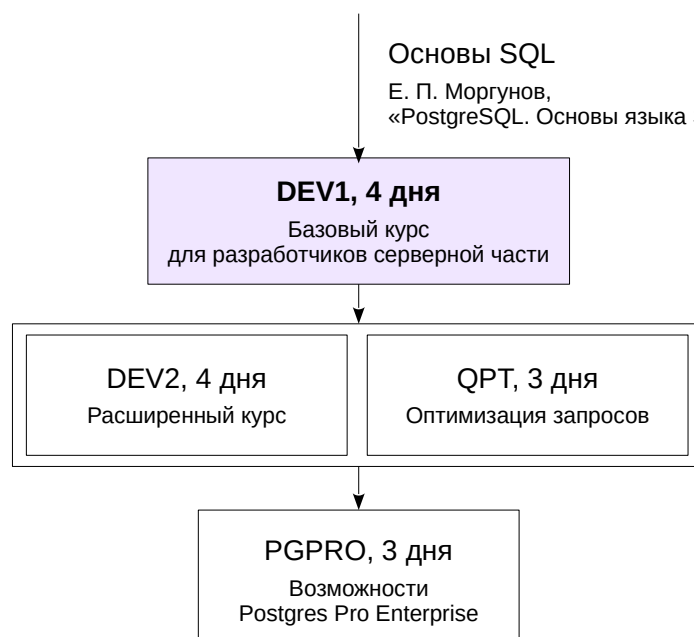 Основы SQL
Е. П. Моргунов,
«PostgreSQL. Основы языка
DEV1, 4 дня
Базовый курс
для разработчиков серверной части
DEV2, 4 дня
Расширенный курс
QPT, 3 дня
Оптимизация запросов
PGPRO, 3 дня
Возможности
Postgres Pro Enterprise